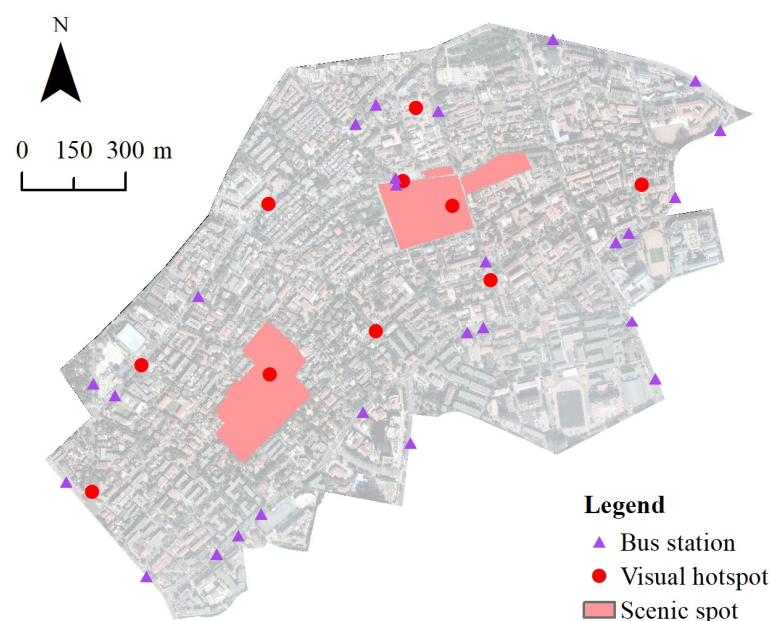 N
0 150 300 m
Legend
Bus station
Visual hotspot
Scenic spot